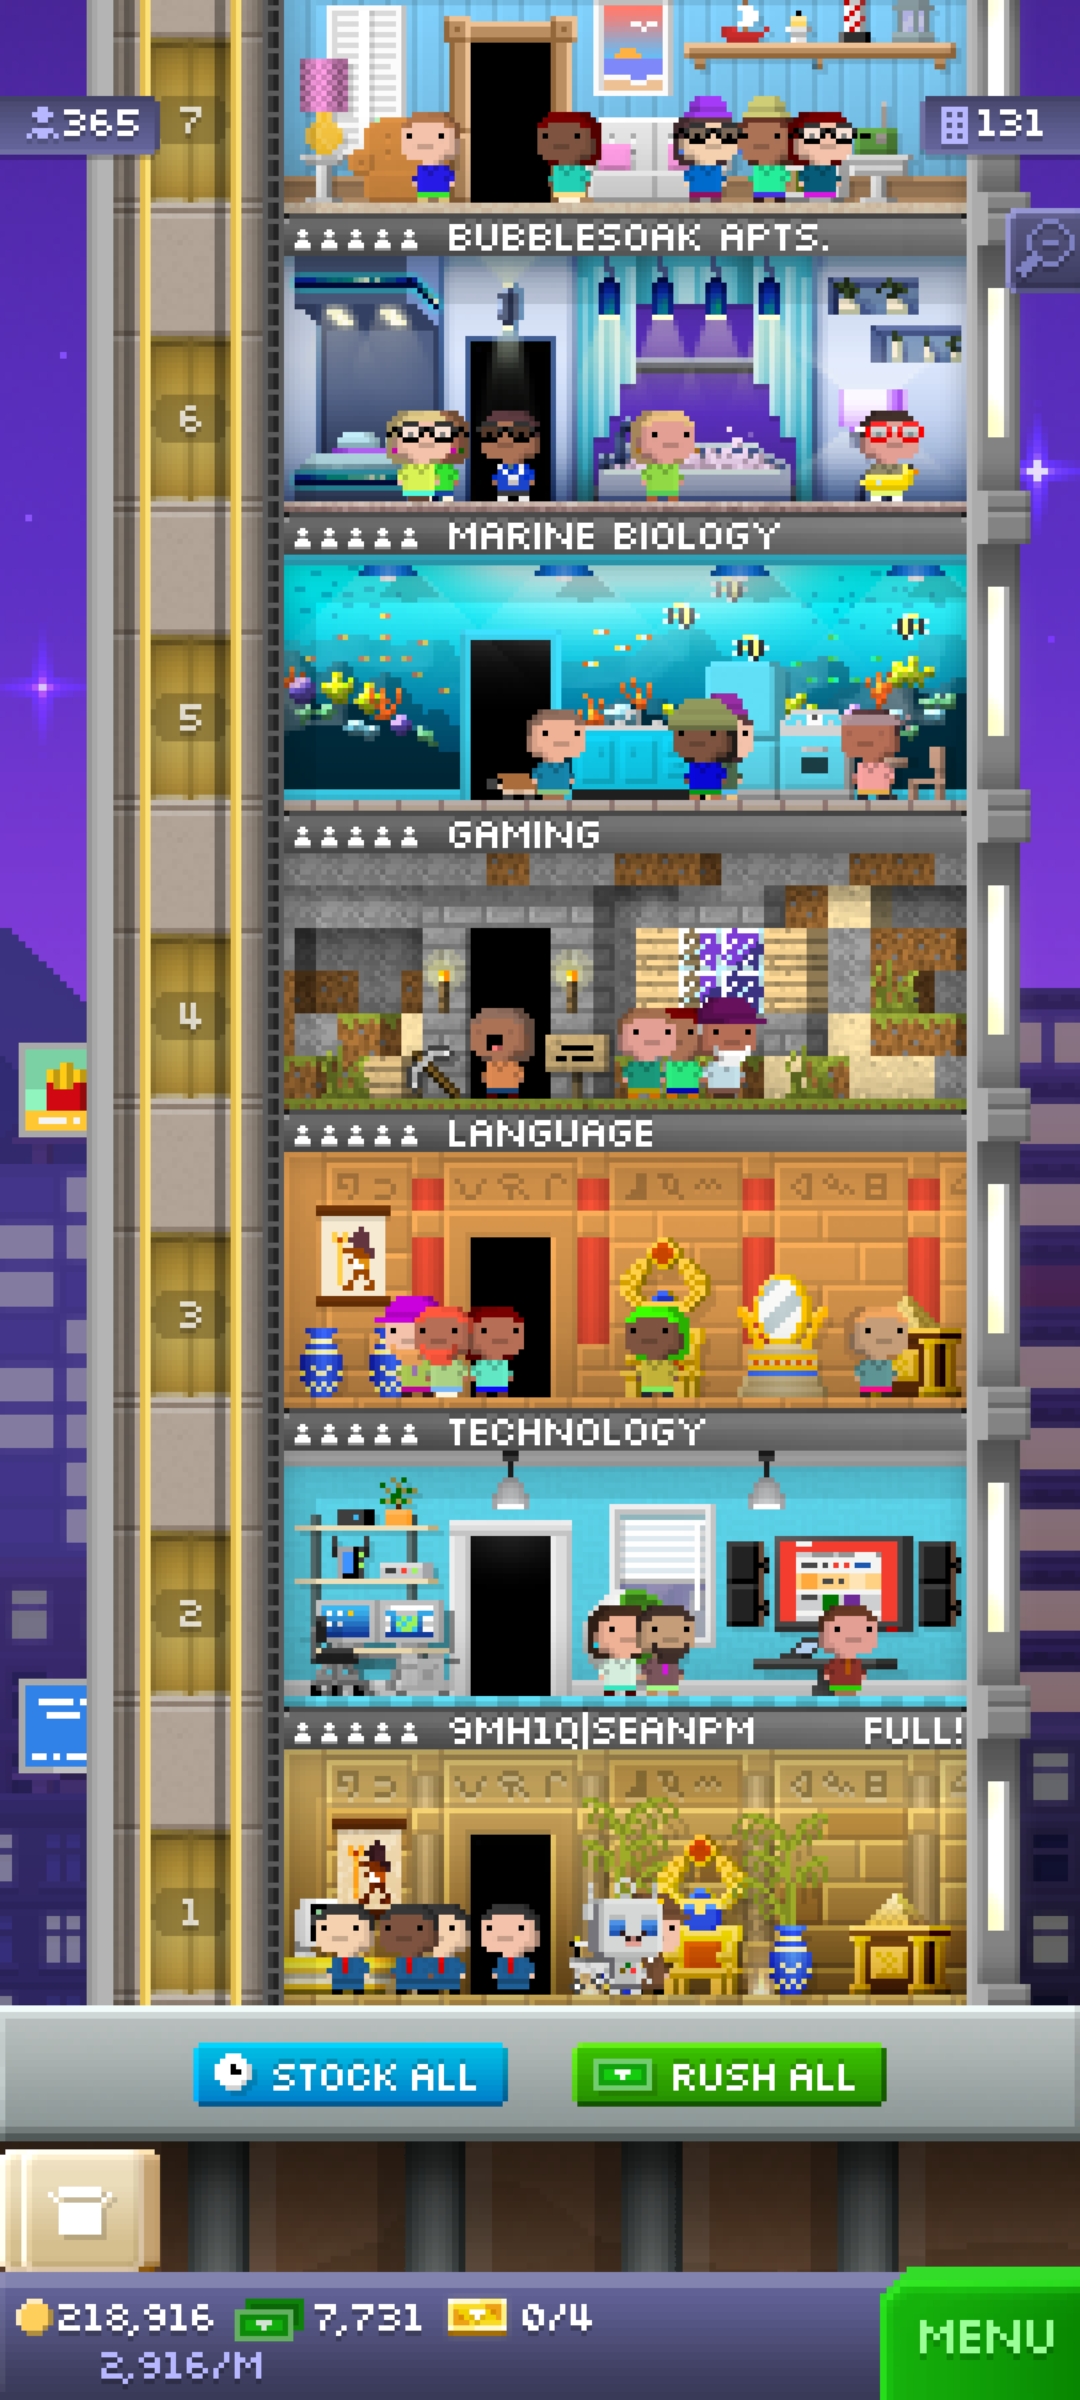 365
7
131
BUBBLESOAK APTS.
6
MARINE BIOLOGY
5
GAMING
4
LANGUAGE
3
TECHNOLOGY
2
9MH1Q|SEANPM FULL!
1
STOCK ALL
RUSH ALL
218,916 7,731 0/4
2,916/M
MENU